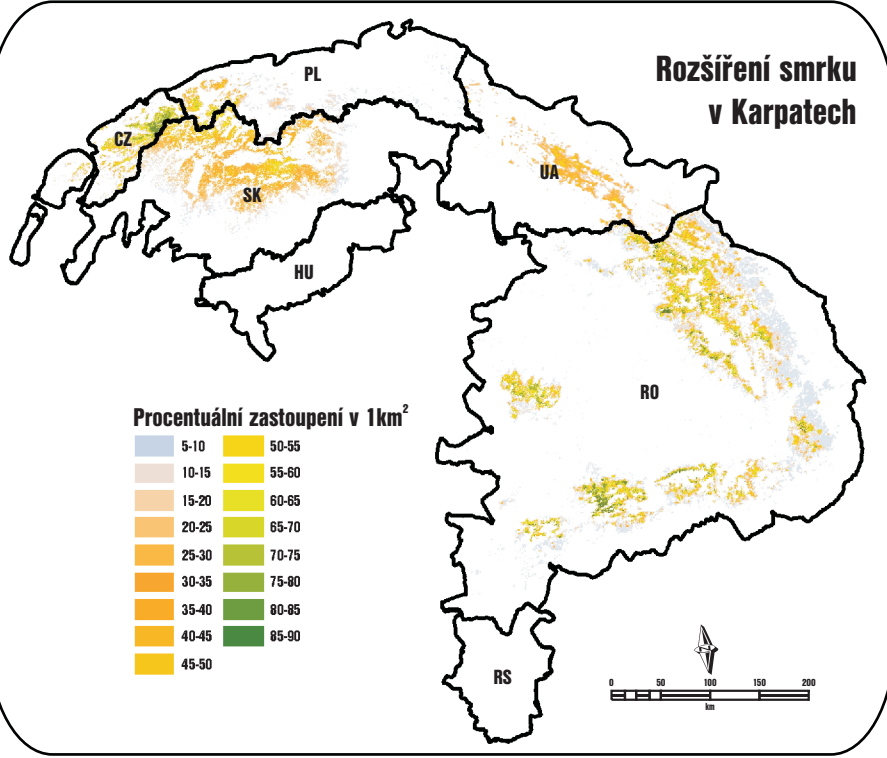 Rozšíření smrku
v Karpatech
PL
CZ
SK
UA
HU
RO
RS
Procentuální zastoupení v 1km²
5-10
10-15
15-20
20-25
25-30
30-35
35-40
40-45
45-50
50-55
55-60
60-65
65-70
70-75
75-80
80-85
85-90
0 50 100 150 200
km